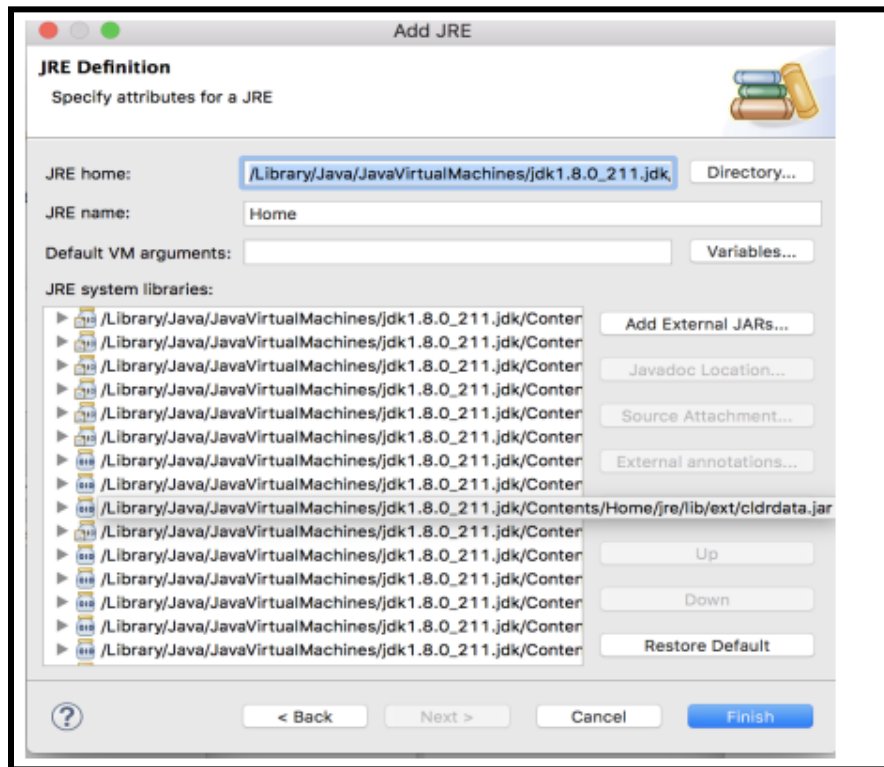 Add JRE
JRE Definition
Specify attributes for a JRE
JRE home: /Library/Java/JavaVirtualMachines/jdk1.8.0_211.jdk, Directory...
JRE name: Home
Default VM arguments: Variables...
JRE system libraries:
/Library/Java/JavaVirtualMachines/jdk1.8.0_211.jdk/Conter Add External JARs...
/Library/Java/JavaVirtualMachines/jdk1.8.0_211.jdk/Conter
/Library/Java/JavaVirtualMachines/jdk1.8.0_211.jdk/Conter Javadoc Location...
/Library/Java/JavaVirtualMachines/jdk1.8.0_211.jdk/Conter
/Library/Java/JavaVirtualMachines/jdk1.8.0_211.jdk/Conter Source Attachment...
/Library/Java/JavaVirtualMachines/jdk1.8.0_211.jdk/Conter
/Library/Java/JavaVirtualMachines/jdk1.8.0_211.jdk/Conter External annotations...
/Library/Java/JavaVirtualMachines/jdk1.8.0_211.jdk/Conter
/Library/Java/JavaVirtualMachines/jdk1.8.0_211.jdk/Contents/Home/jre/lib/ext/cldrdata.jar
/Library/Java/JavaVirtualMachines/jdk1.8.0_211.jdk/Conter
/Library/Java/JavaVirtualMachines/jdk1.8.0_211.jdk/Conter Up
/Library/Java/JavaVirtualMachines/jdk1.8.0_211.jdk/Conter
/Library/Java/JavaVirtualMachines/jdk1.8.0_211.jdk/Conter Down
/Library/Java/JavaVirtualMachines/jdk1.8.0_211.jdk/Conter
/Library/Java/JavaVirtualMachines/jdk1.8.0_211.jdk/Conter Restore Default
? < Back Next > Cancel Finish